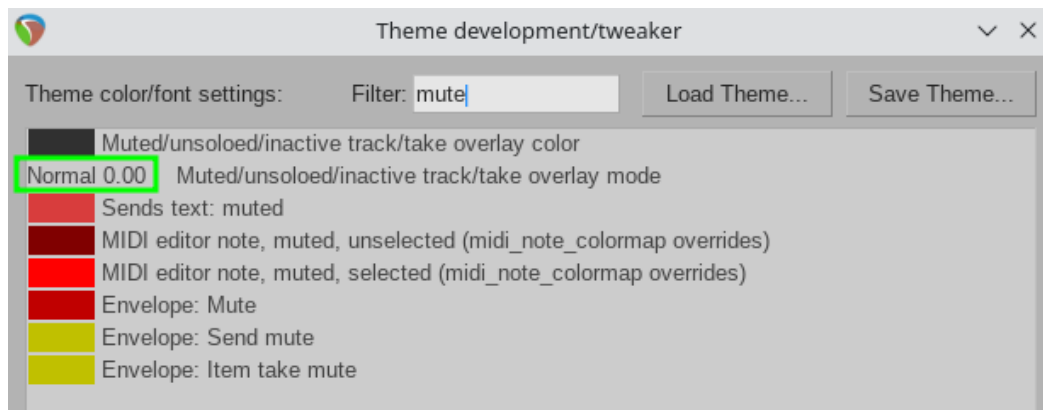 Theme development/tweaker
Theme color/font settings: Filter: mute Load Theme... Save Theme...
Muted/unsoloed/inactive track/take overlay color
Normal 0.00 Muted/unsoloed/inactive track/take overlay mode
Sends text: muted
MIDI editor note, muted, unselected (midi_note_colormap overrides)
MIDI editor note, muted, selected (midi_note_colormap overrides)
Envelope: Mute
Envelope: Send mute
Envelope: Item take mute